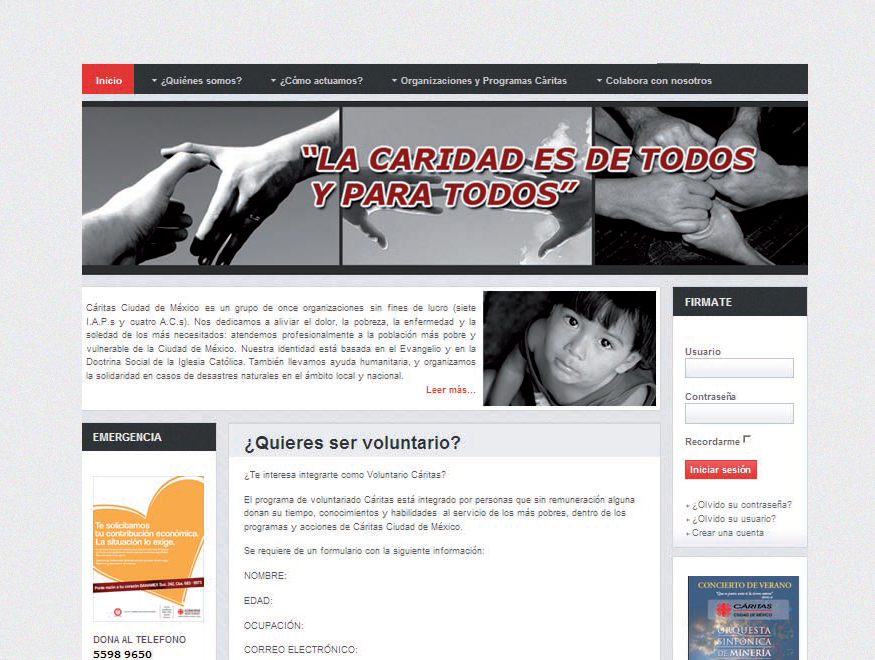 Inicio ¿Quiénes somos? ¿Cómo actuamos? Organizaciones y Programas Cáritas Colabora con nosotros
“LA CARIDAD ES DE TODOS
Y PARA TODOS”
Cáritas Ciudad de México es un grupo de once organizaciones sin fines de lucro (siete
I.A.P.s y cuatro A.C.s). Nos dedicamos a aliviar el dolor, la pobreza, la enfermedad y la
soledad de los más necesitados: atendemos profesionalmente a la población más pobre y
vulnerable de la Ciudad de México. Nuestra identidad está basada en el Evangelio y en la
Doctrina Social de la Iglesia Católica. También llevamos ayuda humanitaria, y organizamos
la solidaridad en casos de desastres naturales en el ámbito local y nacional.
Leer más...
FIRMATE
Usuario
Contraseña
Recordarme
Iniciar sesión
¿Olvido su contraseña?
¿Olvido su usuario?
Crear una cuenta
EMERGENCIA
Te solicitamos
tu contribución económica.
La situación lo exige.
DONA AL TELEFONO
5598 9650
¿Quieres ser voluntario?
¿Te interesa integrarte como Voluntario Cáritas?
El programa de voluntariado Cáritas está integrado por personas que sin remuneración alguna
donan su tiempo, conocimientos y habilidades al servicio de los más pobres, dentro de los
programas y acciones de Cáritas Ciudad de México.
Se requiere de un formulario con la siguiente información:
NOMBRE:
EDAD:
OCUPACIÓN:
CORREO ELECTRÓNICO:
CONCIERTO DE VERANO
CÁRITAS
CIUDAD DE MÉXICO
ORQUESTA
SINFÓNICA
DE MINERÍA